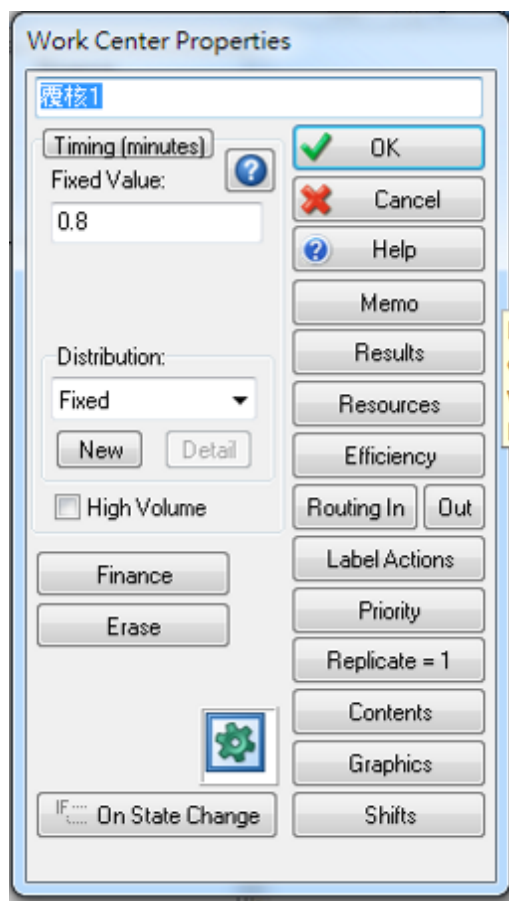 Work Center Properties
覆核1
Timing (minutes)
Fixed Value:
0.8
Distribution:
Fixed
New
Detail
High Volume
Finance
Erase
IF
On State Change
OK
Cancel
Help
Memo
Results
Resources
Efficiency
Routing In
Out
Label Actions
Priority
Replicate = 1
Contents
Graphics
Shifts